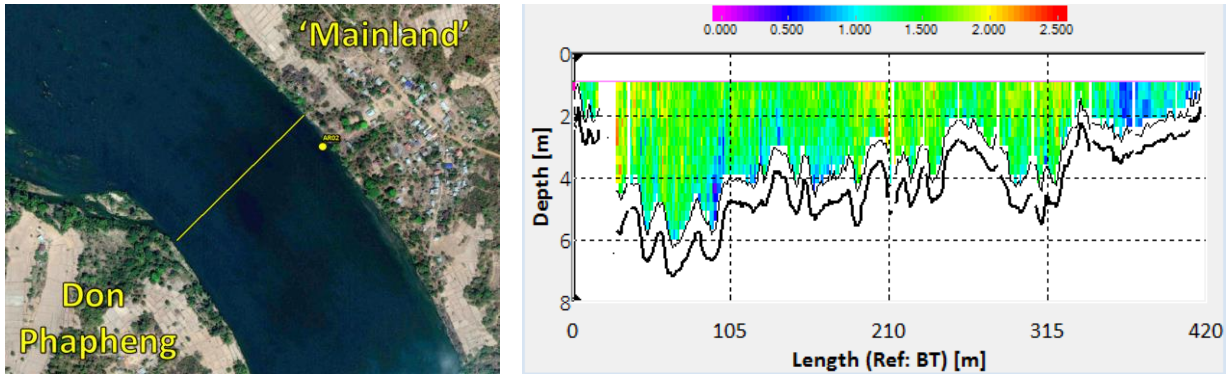 'Mainland'
AR02
Don
Phapheng
0.000 0.500 1.000 1.500 2.000 2.500
0
2
4
6
8
Depth [m]
0 105 210 315 420
Length (Ref: BT) [m]